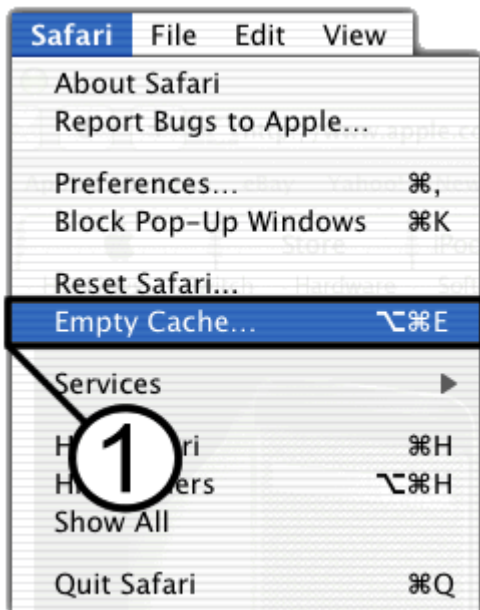 Safari File Edit View
About Safari
Report Bugs to Apple...
Preferences... ⌘,
Block Pop-Up Windows ⌘K
Reset Safari...
Empty Cache... ⌥⌘E
Services ▶
1
⌘H
⌥⌘H
Show All
Quit Safari ⌘Q